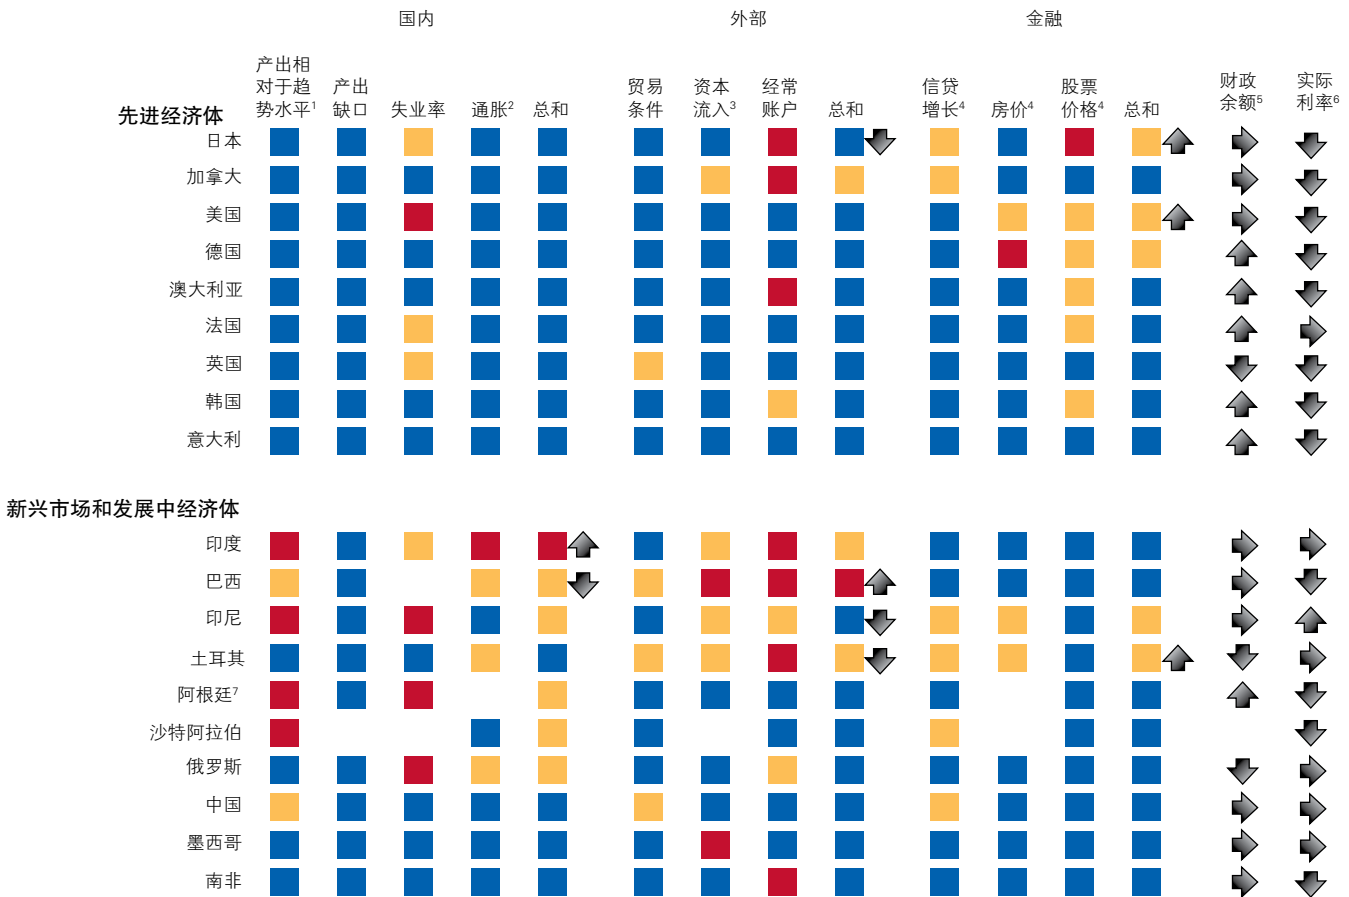 国内 外部 金融
产出相
对于趋 产出 贸易 资本 经常 信贷 股票 财政 实际
势水平1 缺口 失业率 通胀2 总和 条件 流入3 账户 总和 增长4 房价4 价格4 总和 余额5 利率6
先进经济体
日本
加拿大
美国
德国
澳大利亚
法国
英国
韩国
意大利
新兴市场和发展中经济体
印度
巴西
印尼
土耳其
阿根廷7
沙特阿拉伯
俄罗斯
中国
墨西哥
南非